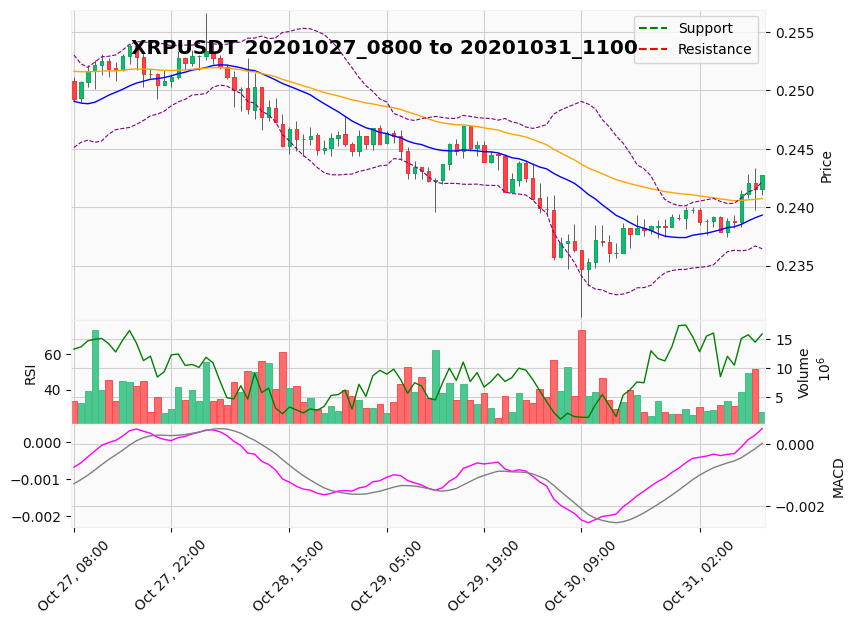 XRPUSDT 20201027_0800 to 20201031_1100
Support
Resistance
0.255
0.250
0.245
0.240
0.235
Price
60
40
RSI
15
10
5
Volume
10^6
0.000
−0.001
−0.002
0.000
−0.002
MACD
Oct 27, 08:00
Oct 27, 22:00
Oct 28, 15:00
Oct 29, 05:00
Oct 29, 19:00
Oct 30, 09:00
Oct 31, 02:00